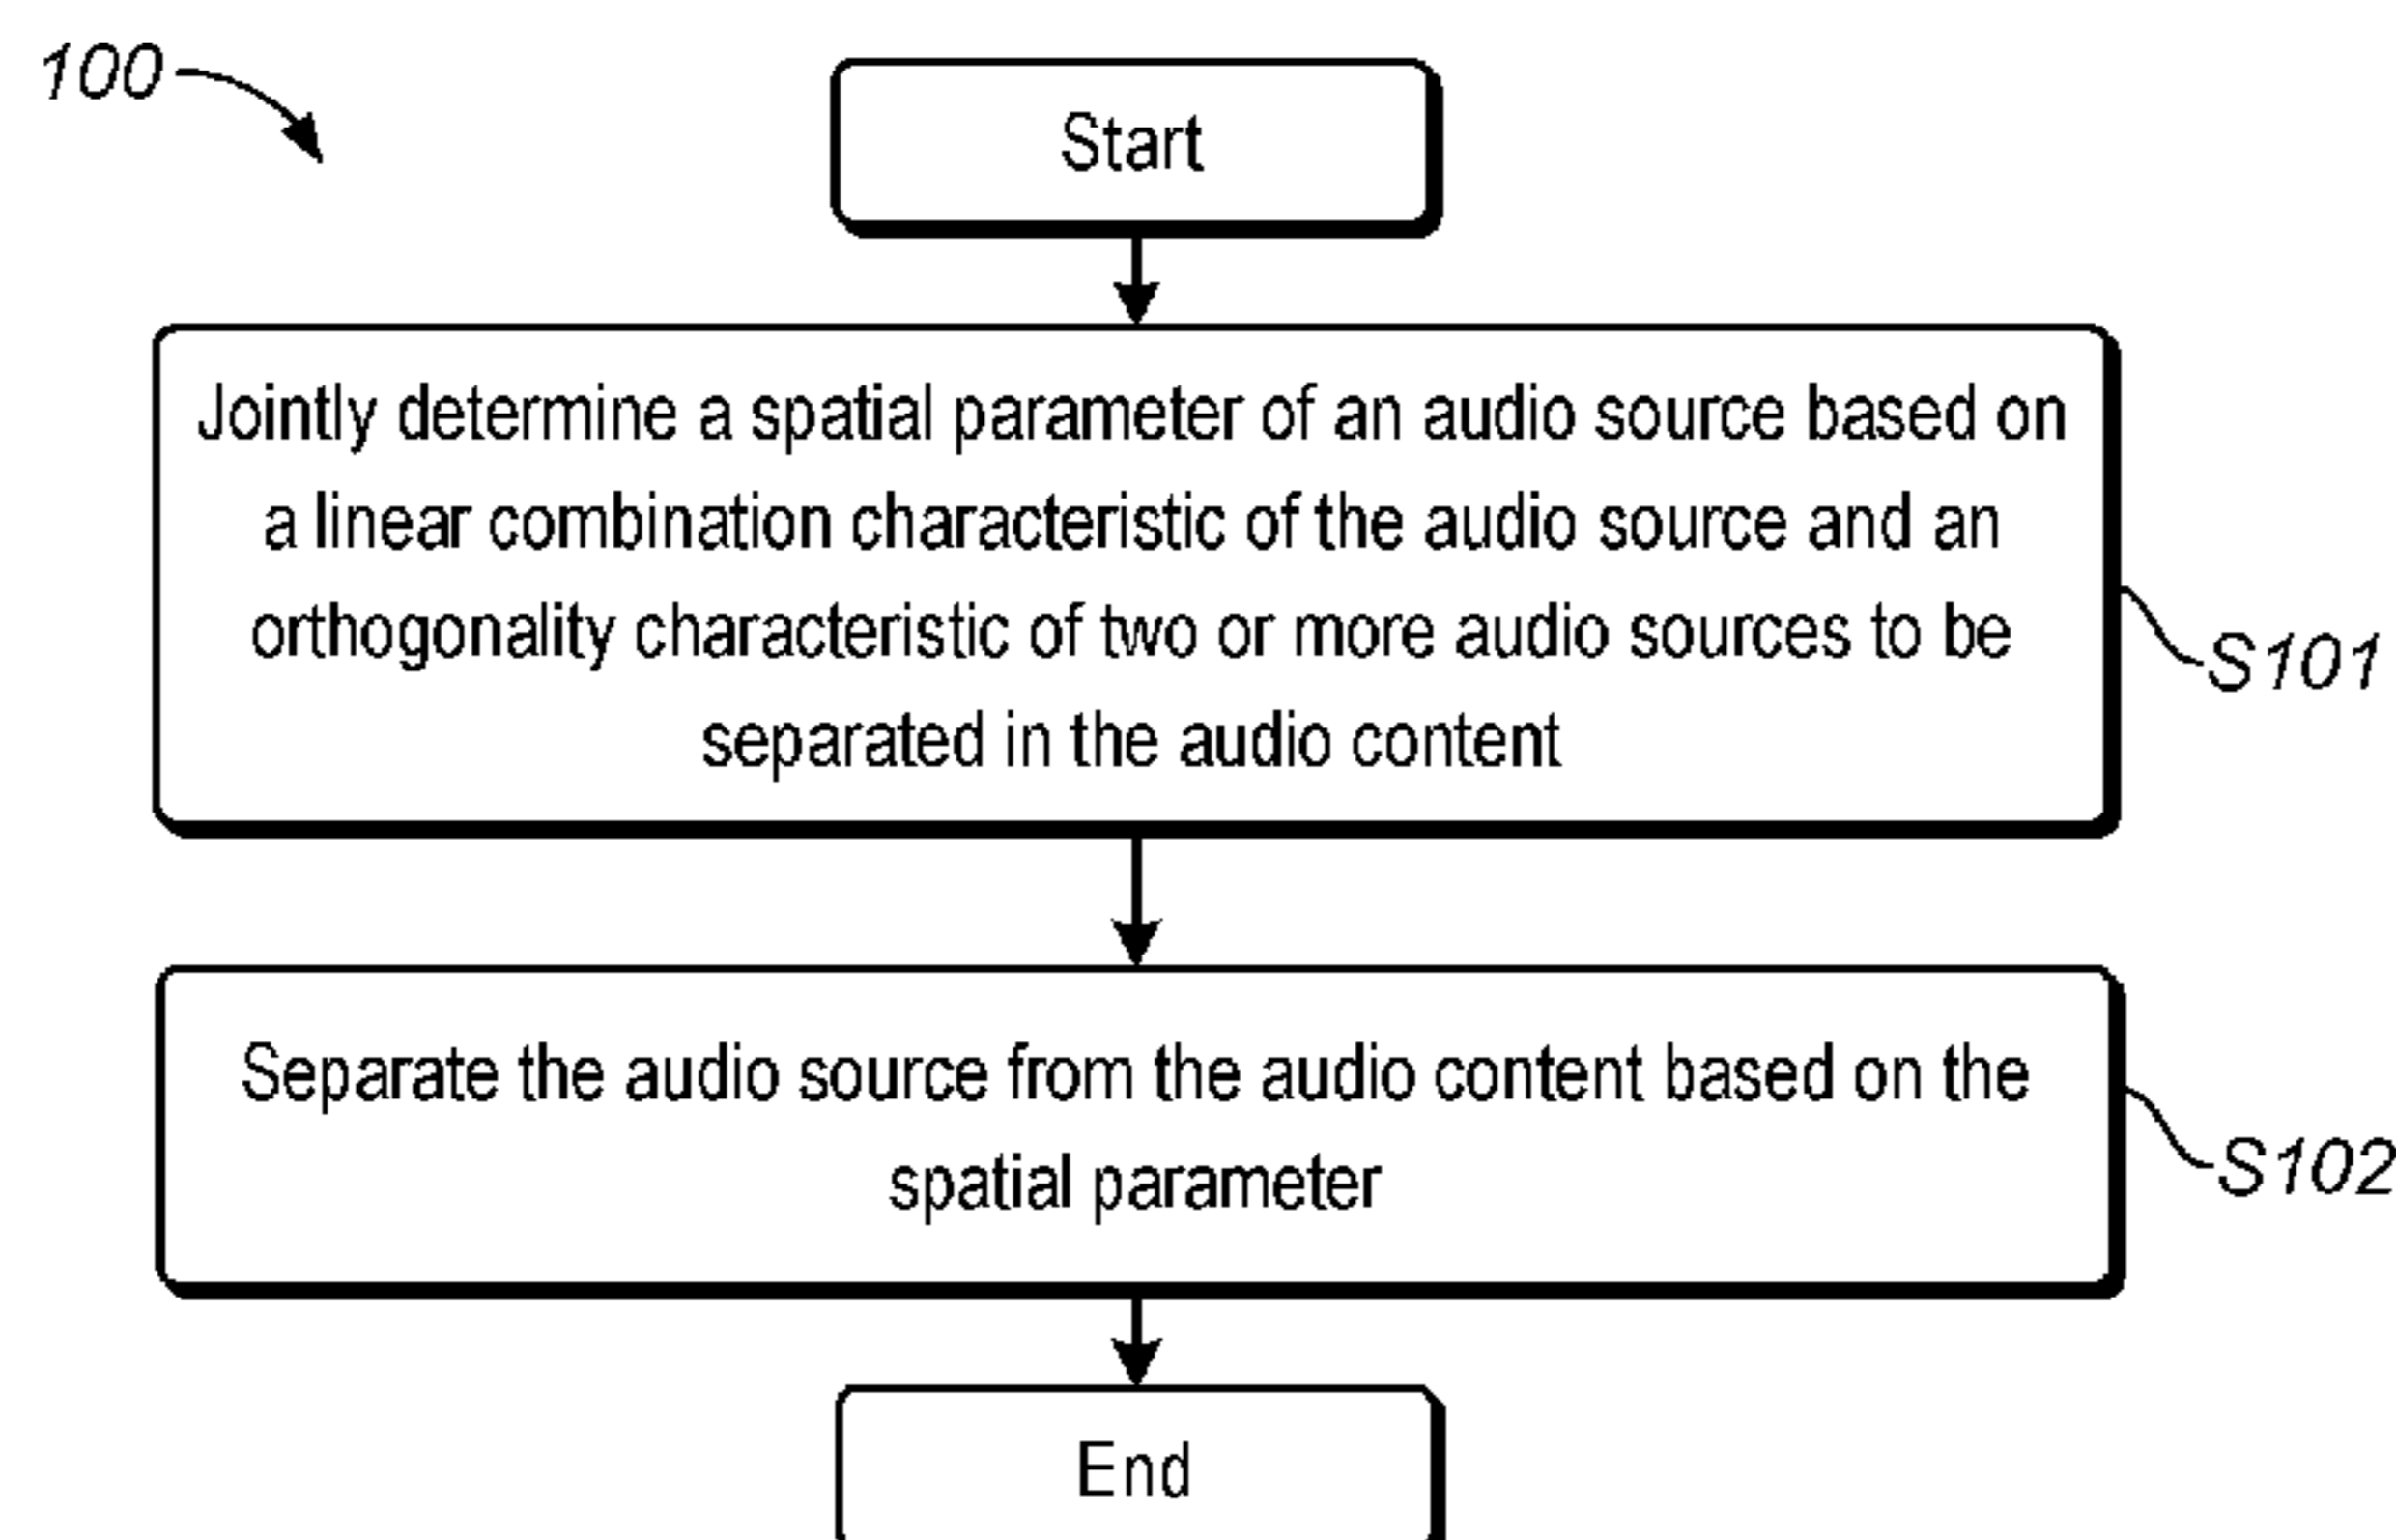 100
Start
Jointly determine a spatial parameter of an audio source based on
a linear combination characteristic of the audio source and an
orthogonality characteristic of two or more audio sources to be
separated in the audio content
S101
Separate the audio source from the audio content based on the
spatial parameter
S102
End